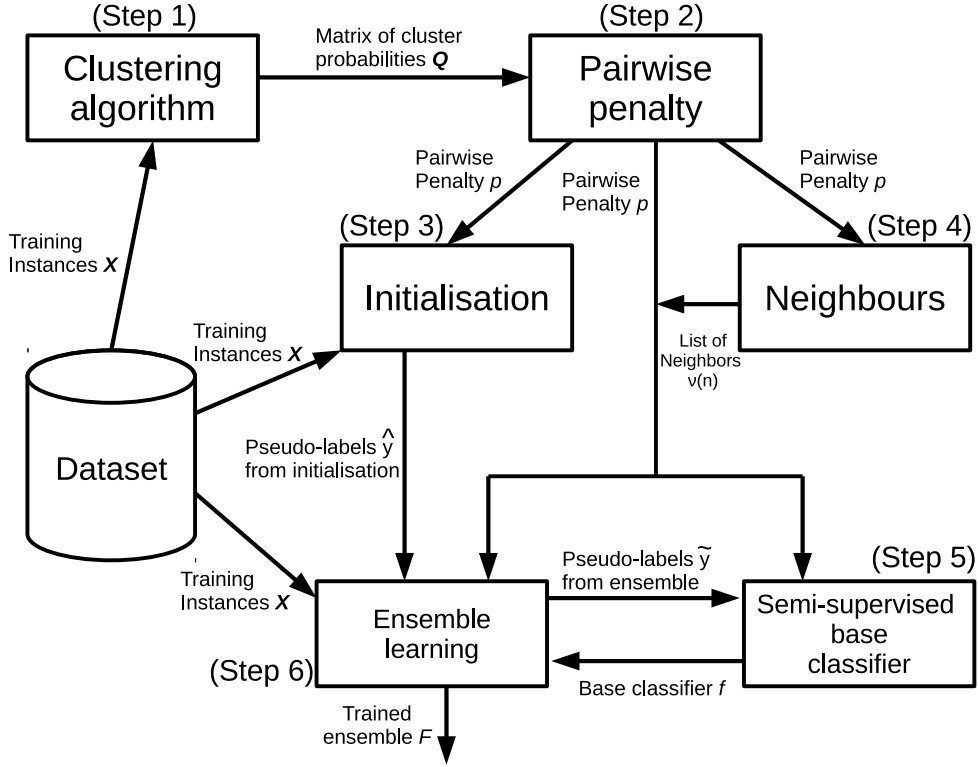 (Step 1)
Clustering
algorithm
Matrix of cluster
probabilities Q
(Step 2)
Pairwise
penalty
Pairwise
Penalty p
Pairwise
Penalty p
Pairwise
Penalty p
(Step 3)
Initialisation
(Step 4)
Neighbours
Training
Instances X
Training
Instances X
List of
Neighbors
ν(n)
Dataset
Pseudo-labels ŷ
from initialisation
Training
Instances X
Ensemble
learning
(Step 6)
Pseudo-labels ỹ
from ensemble
(Step 5)
Semi-supervised
base
classifier
Base classifier f
Trained
ensemble F